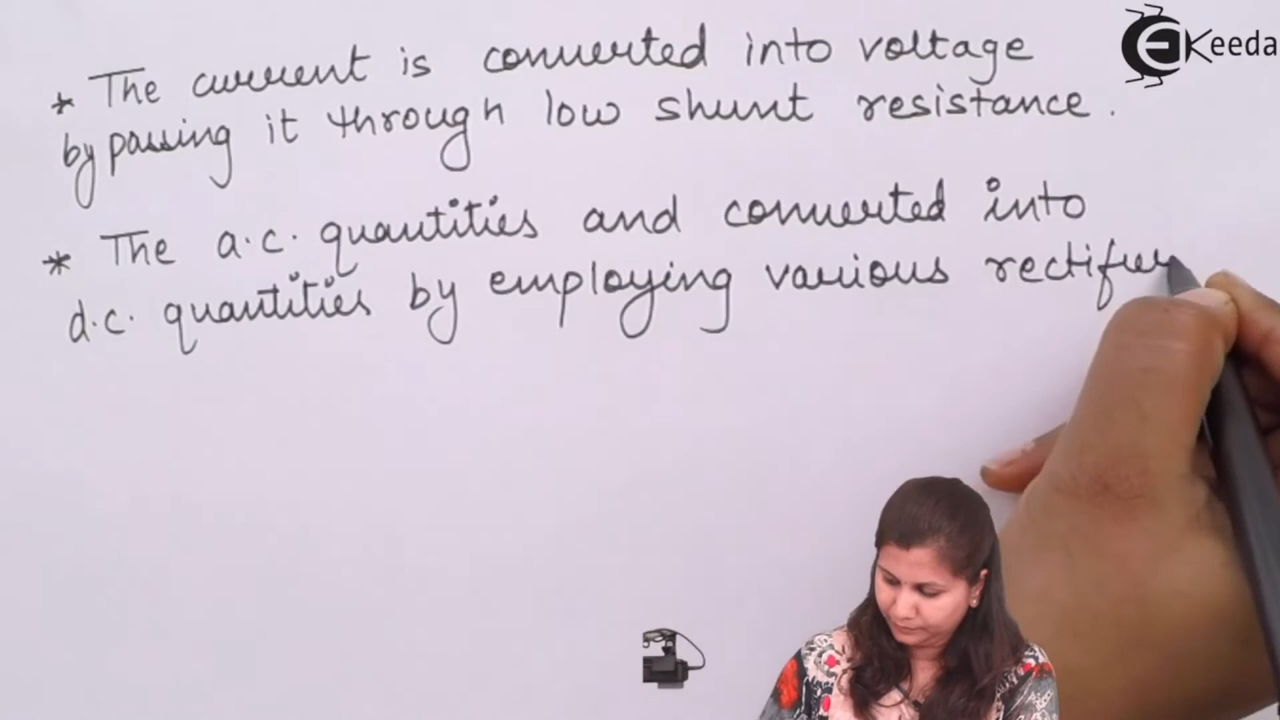 * The current is converted into voltage
by passing it through low shunt resistance.
* The a.c. quantities and converted into
d.c. quantities by employing various rectifier
EKeeda